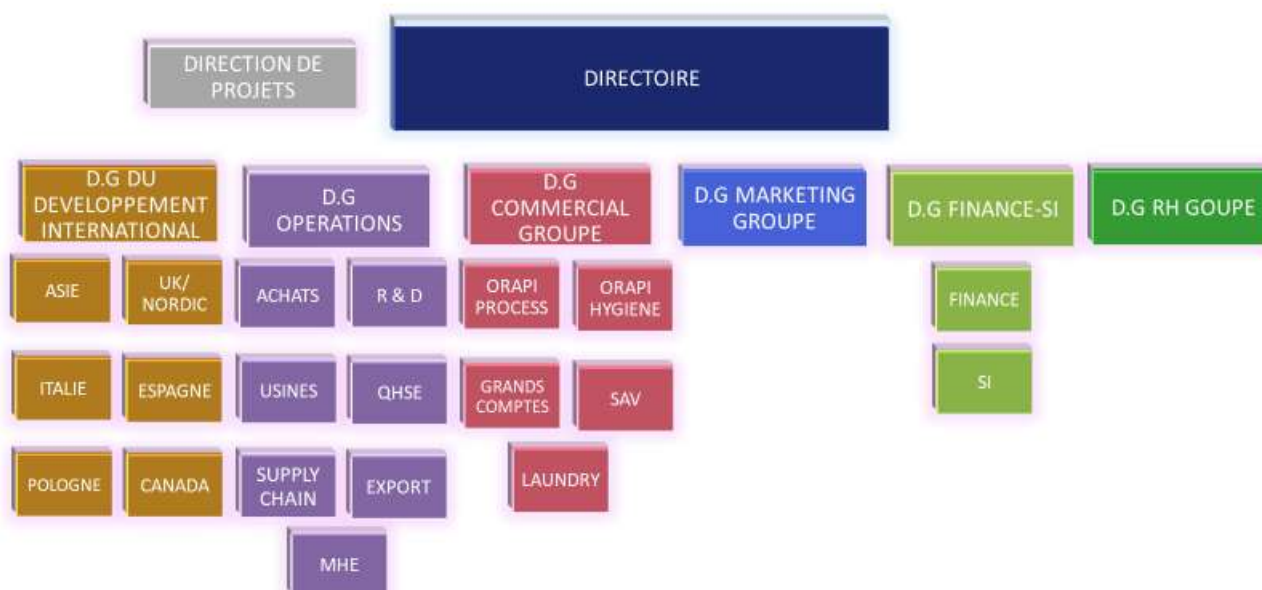 DIRECTION DE
PROJETS
DIRECTOIRE
D.G DU
DEVELOPPEMENT
INTERNATIONAL
D.G
OPERATIONS
D.G
COMMERCIAL
GROUPE
D.G MARKETING
GROUPE
D.G FINANCE-SI
D.G RH GOUPE
ASIE
UK/
NORDIC
ACHATS
R & D
ORAPI
PROCESS
ORAPI
HYGIENE
FINANCE
ITALIE
ESPAGNE
USINES
QHSE
GRANDS
COMPTES
SAV
SI
POLOGNE
CANADA
SUPPLY
CHAIN
EXPORT
LAUNDRY
MHE